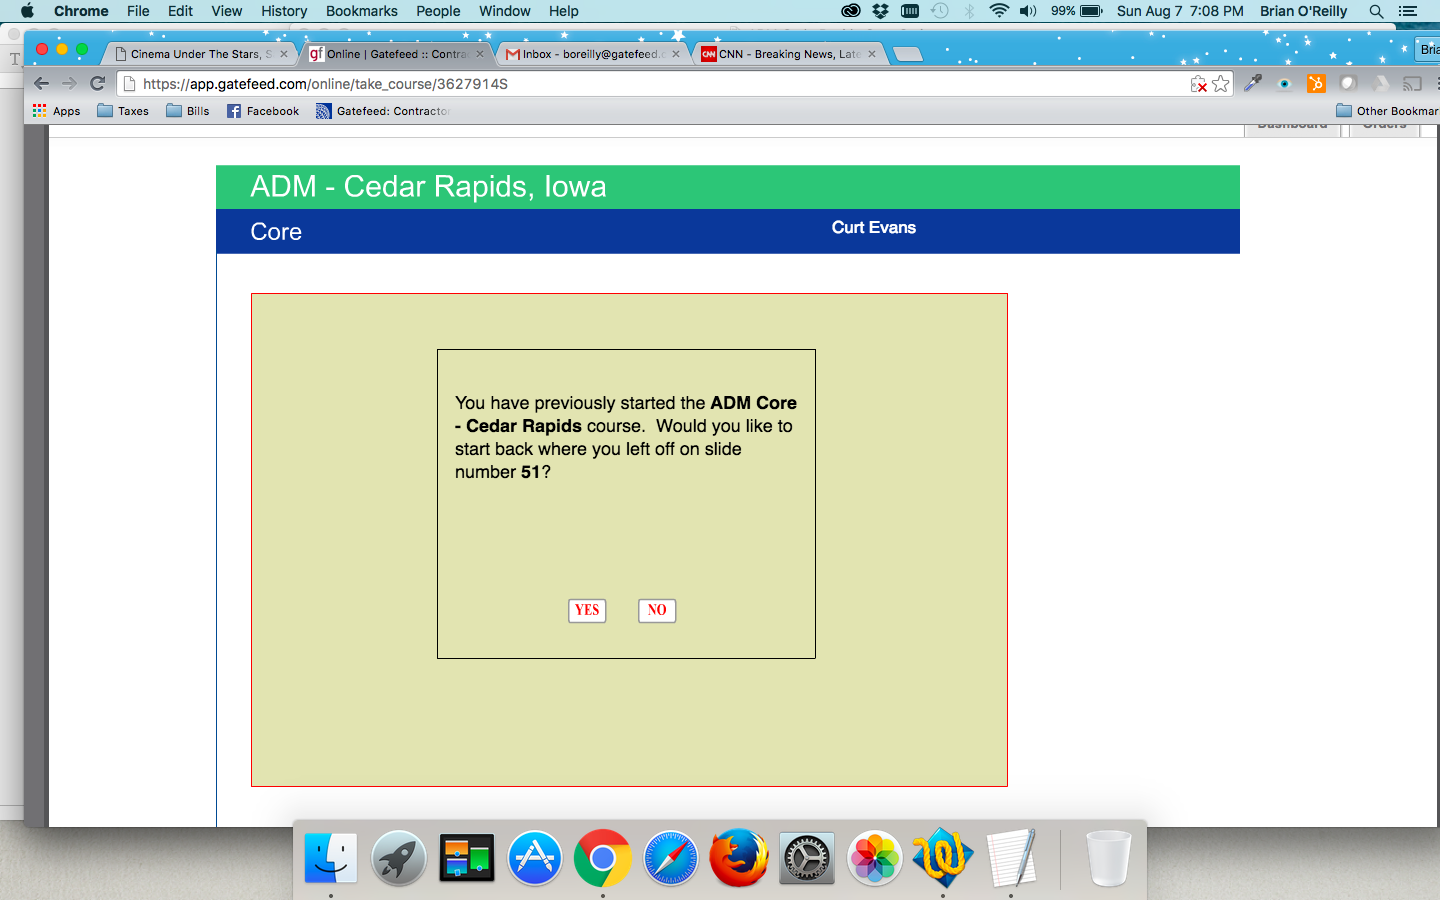 Chrome File Edit View History Bookmarks People Window Help 99% Sun Aug 7 7:08 PM Brian O'Reilly
Cinema Under The Stars, S
gf Online | Gatefeed :: Contra
Inbox - boreilly@gatefeed.c
CNN CNN - Breaking News, Late
Bria
https://app.gatefeed.com/online/take_course/3627914S
Apps Taxes Bills Facebook Gatefeed: Contractor Other Bookmar
Dashboard Orders
ADM - Cedar Rapids, Iowa
Core Curt Evans
You have previously started the ADM Core
- Cedar Rapids course. Would you like to
start back where you left off on slide
number 51?
YES NO